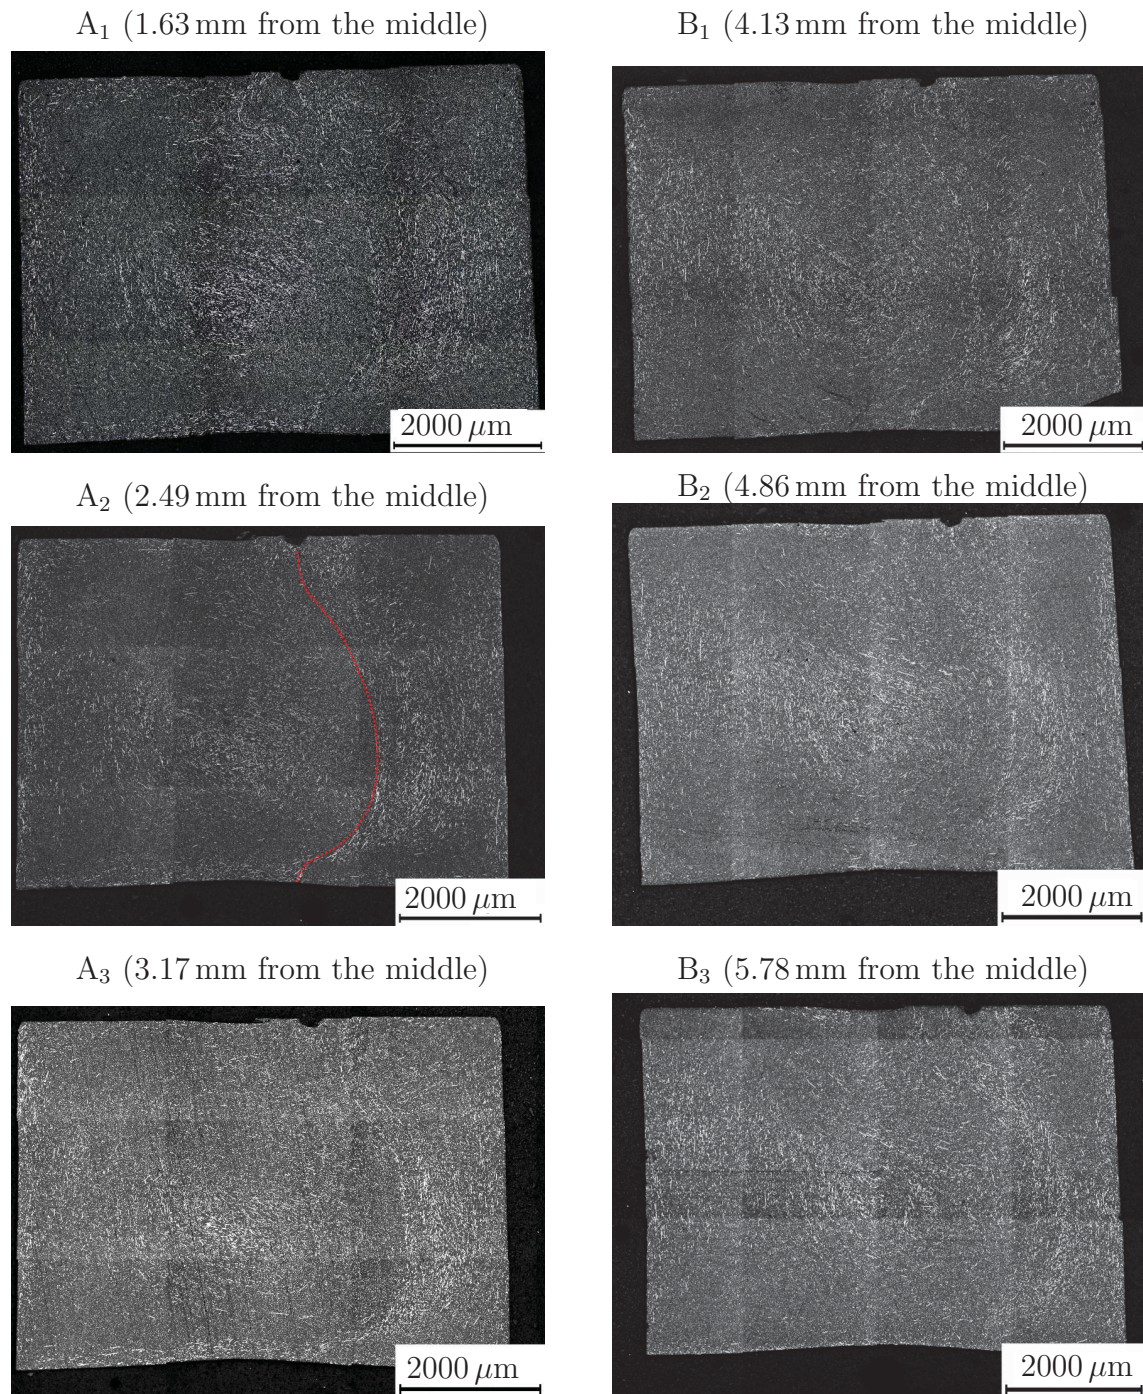 A₁ (1.63 mm from the middle)
B₁ (4.13 mm from the middle)
2000 μm
2000 μm
A₂ (2.49 mm from the middle)
B₂ (4.86 mm from the middle)
2000 μm
2000 μm
A₃ (3.17 mm from the middle)
B₃ (5.78 mm from the middle)
2000 μm
2000 μm